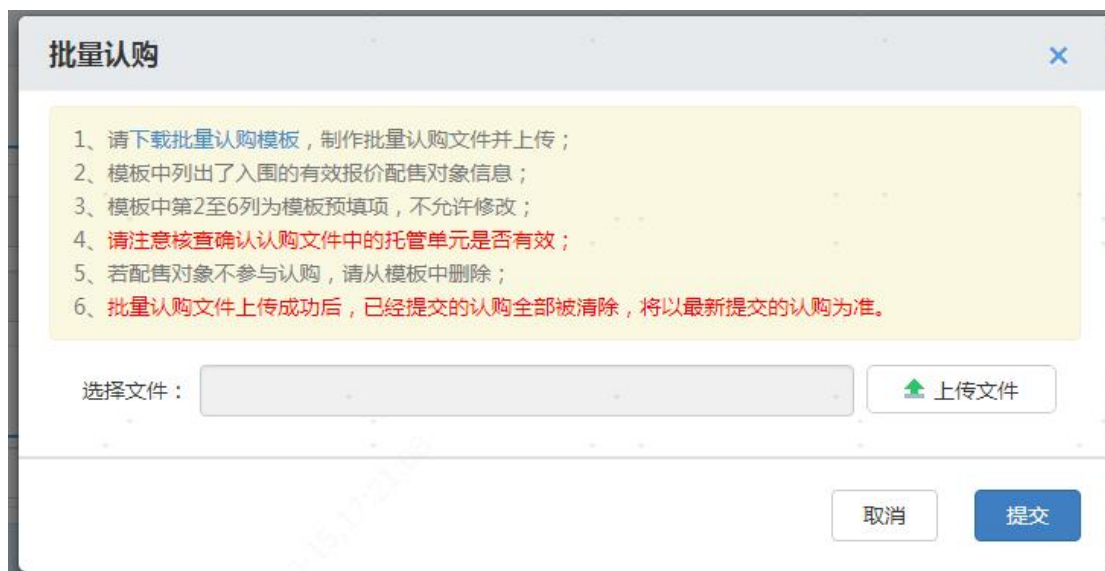 批量认购
×
1、请下载批量认购模板，制作批量认购文件并上传；
2、模板中列出了入围的有效报价配售对象信息；
3、模板中第2至6列为模板预填项，不允许修改；
4、请注意核查确认认购文件中的托管单元是否有效；
5、若配售对象不参与认购，请从模板中删除；
6、批量认购文件上传成功后，已经提交的认购全部被清除，将以最新提交的认购为准。
选择文件： 上传文件
取消 提交